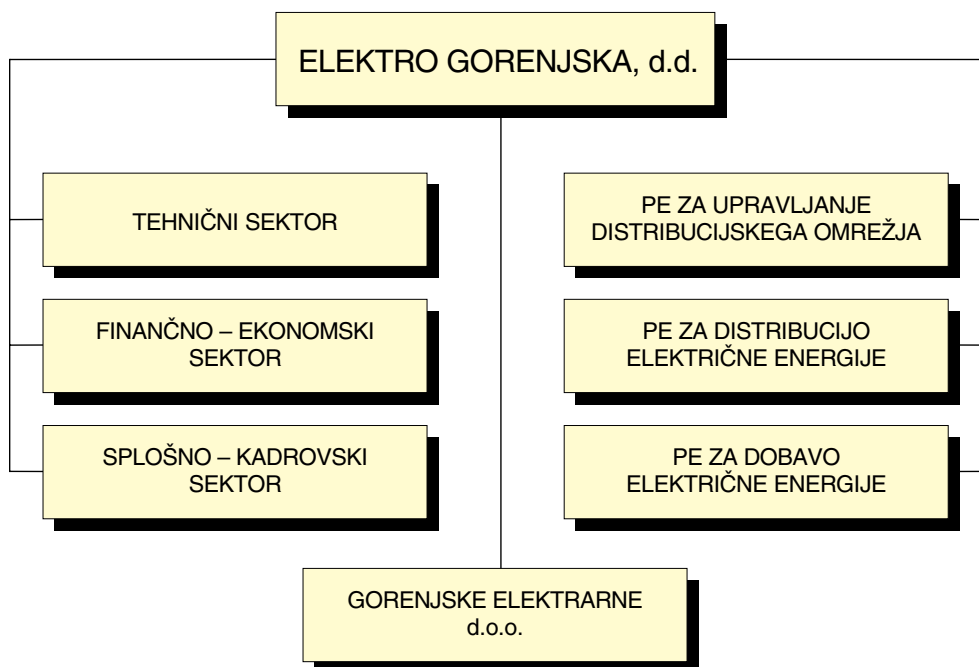 ELEKTRO GORENJSKA, d.d.
TEHNIČNI SEKTOR
FINANČNO – EKONOMSKI
SEKTOR
SPLOŠNO – KADROVSKI
SEKTOR
PE ZA UPRAVLJANJE
DISTRIBUCIJSKEGA OMREŽJA
PE ZA DISTRIBUCIJO
ELEKTRIČNE ENERGIJE
PE ZA DOBAVO
ELEKTRIČNE ENERGIJE
GORENJSKE ELEKTRARNE
d.o.o.